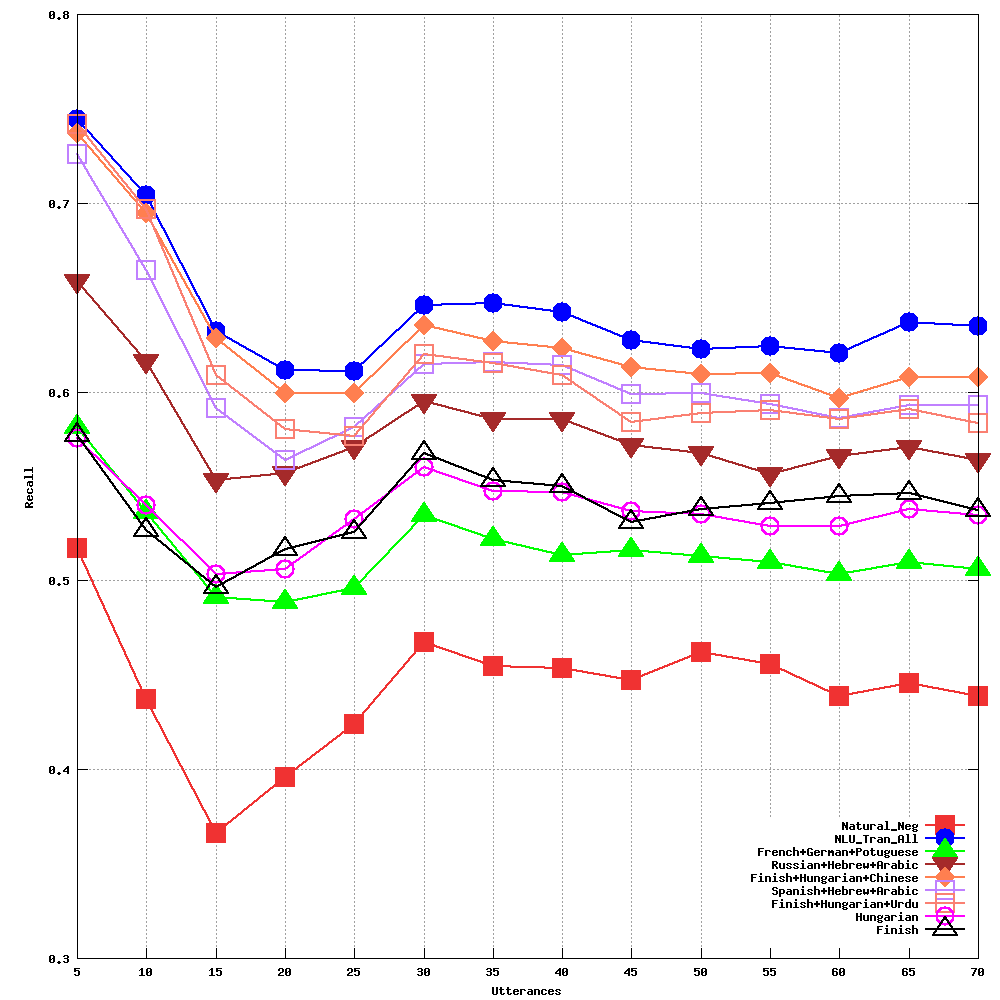 0.8
0.7
0.6
0.5
0.4
0.3
Recall
5 10 15 20 25 30 35 40 45 50 55 60 65 70
Utterances
Natural_Neg
NLU_Tran_All
French+German+Potuguese
Russian+Hebrew+Arabic
Finish+Hungarian+Chinese
Spanish+Hebrew+Arabic
Finish+Hungarian+Urdu
Hungarian
Finish